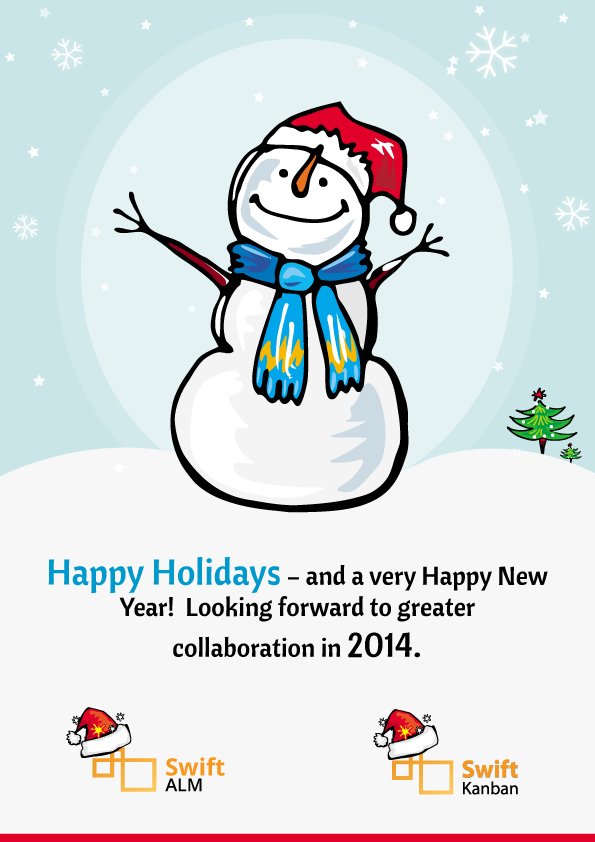 Happy Holidays – and a very Happy New
Year! Looking forward to greater
collaboration in 2014.
Swift
ALM
Swift
Kanban